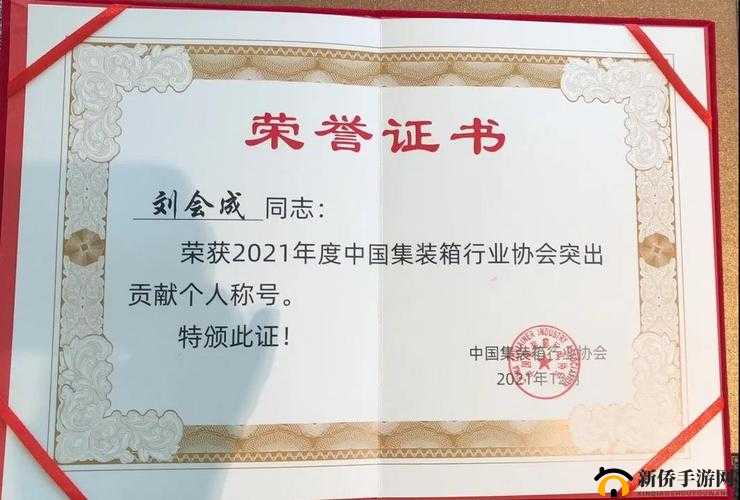 荣誉证书
刘会成 同志：
荣获2021年度中国集装箱行业协会突出
贡献个人称号。
特颁此证！
中国集装箱行业协会
2021年12月
新侨手游网